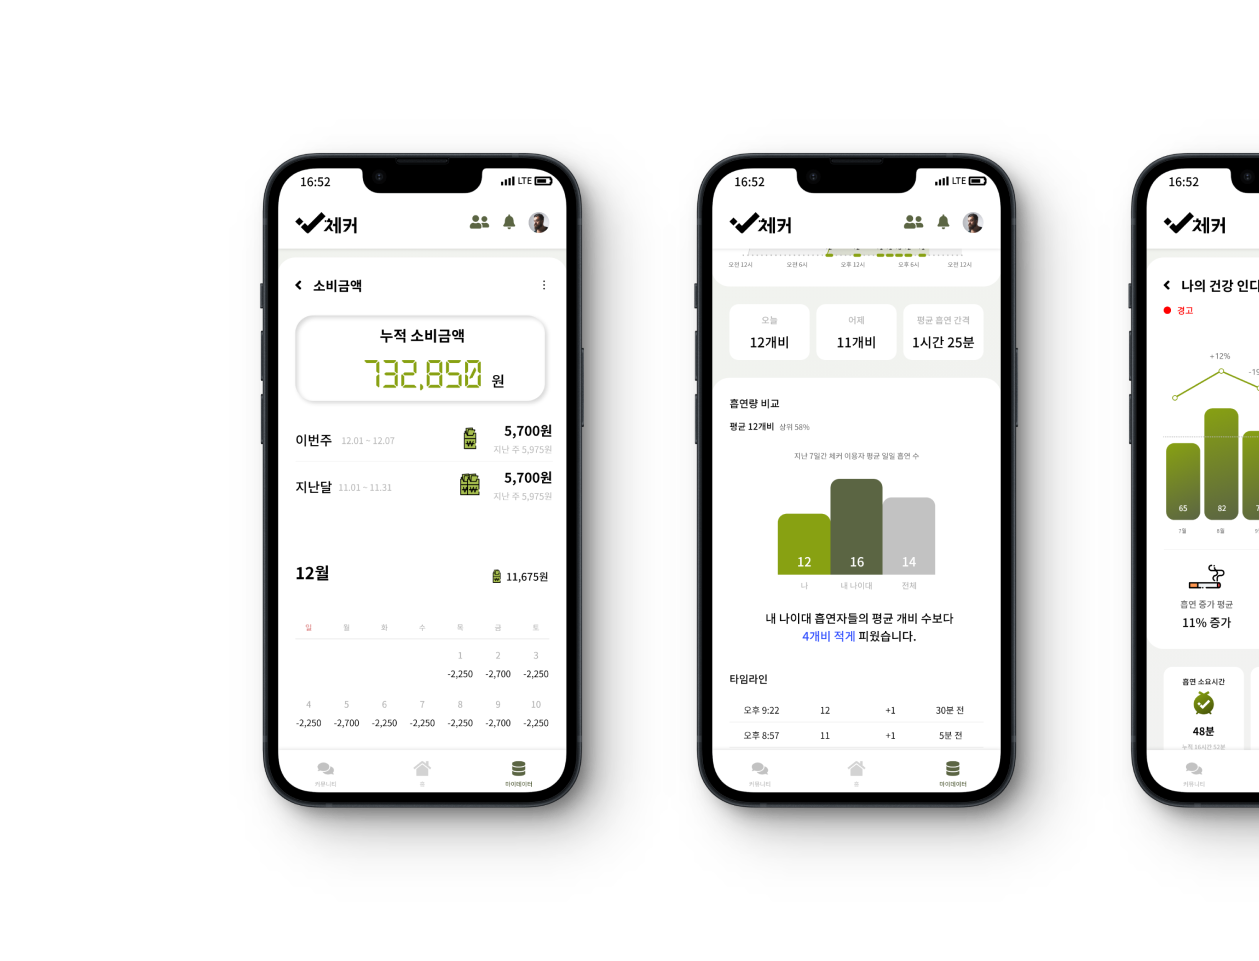 16:52
LTE
체커
소비금액
누적 소비금액
732,850 원
이번주 12.01 ~ 12.07 5,700원
지난 주 5,975원
지난달 11.01 ~ 11.31 5,700원
지난 주 5,975원
12월 11,675원
일 월 화 수 목 금 토
1 2 3
-2,250 -2,700 -2,250
4 5 6 7 8 9 10
-2,250 -2,700 -2,250 -2,250 -2,250 -2,700 -2,250
커뮤니티 홈 마이데이터
16:52
LTE
체커
오전 12시 오전 6시 오후 12시 오후 6시 오전 12시
오늘 어제 평균 흡연 간격
12개비 11개비 1시간 25분
흡연량 비교
평균 12개비 상위 58%
지난 7일간 체커 이용자 평균 일일 흡연 수
12 16 14
나 내 나이대 전체
내 나이대 흡연자들의 평균 개비 수보다
4개비 적게 피웠습니다.
타임라인
오후 9:22 12 +1 30분 전
오후 8:57 11 +1 5분 전
커뮤니티 홈 마이데이터
16:52
체커
나의 건강 인디
경고
+12%
-19
65 82 7
7월 8월
흡연 증가 평균
11% 증가
흡연 소요시간
48분
누적 16시간 52분
커뮤니티